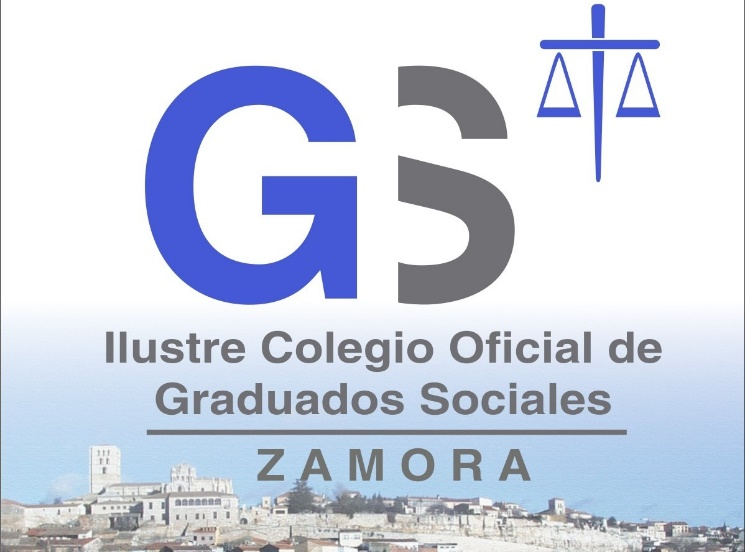 GS
Ilustre Colegio Oficial de
Graduados Sociales
ZAMORA